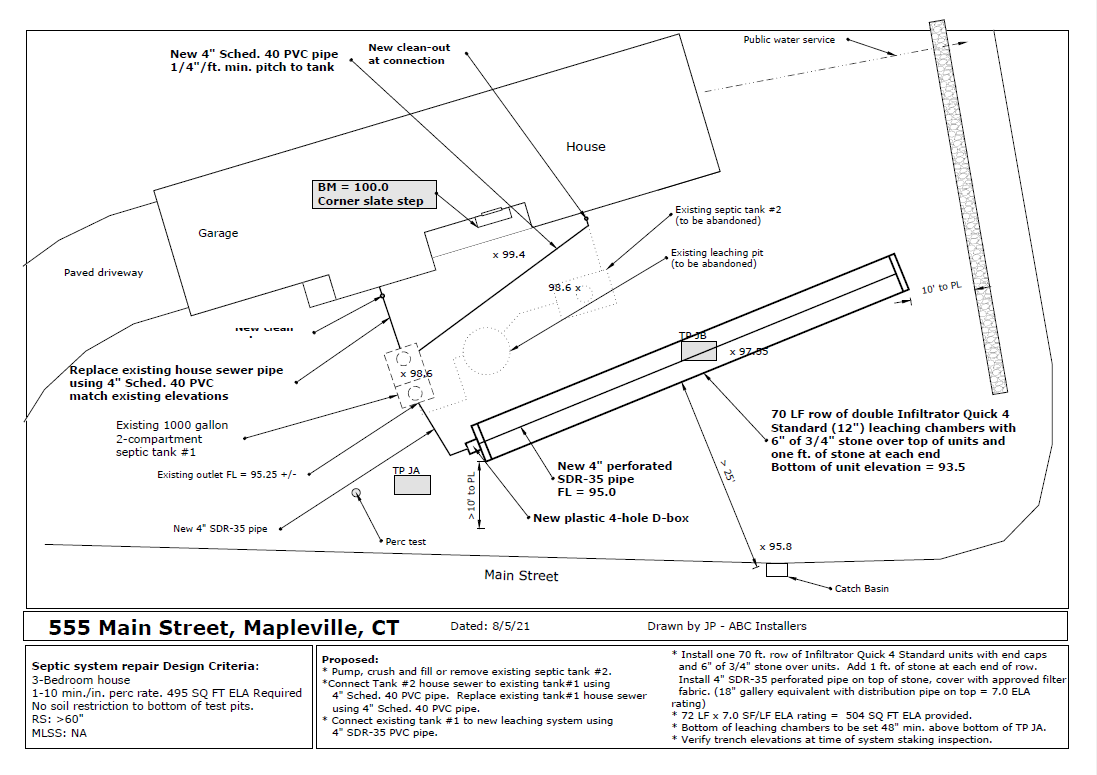 New 4" Sched. 40 PVC pipe
1/4"/ft. min. pitch to tank
New clean-out
at connection
Public water service
House
BM = 100.0
Corner slate step
Garage
Existing septic tank #2
(to be abandoned)
x 99.4
Existing leaching pit
(to be abandoned)
Paved driveway
98.6 x
10' to PL
New clean
TP JB
x 97.55
Replace existing house sewer pipe
using 4" Sched. 40 PVC
match existing elevations
x 98.6
70 LF row of double Infiltrator Quick 4
Standard (12") leaching chambers with
6" of 3/4" stone over top of units and
one ft. of stone at each end
Bottom of unit elevation = 93.5
Existing 1000 gallon
2-compartment
septic tank #1
Existing outlet FL = 95.25 +/-
TP JA
New 4" perforated
SDR-35 pipe
FL = 95.0
> 10' to PL
> 25'
New plastic 4-hole D-box
New 4" SDR-35 pipe
Perc test
x 95.8
Main Street
Catch Basin
555 Main Street, Mapleville, CT
Dated: 8/5/21
Drawn by JP - ABC Installers
Septic system repair Design Criteria:
3-Bedroom house
1-10 min./in. perc rate. 495 SQ FT ELA Required
No soil restriction to bottom of test pits.
RS: >60"
MLSS: NA
Proposed:
* Pump, crush and fill or remove existing septic tank #2.
*Connect Tank #2 house sewer to existing tank#1 using
4" Sched. 40 PVC pipe. Replace existing tank#1 house sewer
using 4" Sched. 40 PVC pipe.
* Connect existing tank #1 to new leaching system using
4" SDR-35 PVC pipe.
* Install one 70 ft. row of Infiltrator Quick 4 Standard units with end caps
and 6" of 3/4" stone over units. Add 1 ft. of stone at each end of row.
Install 4" SDR-35 perforated pipe on top of stone, cover with approved filter
fabric. (18" gallery equivalent with distribution pipe on top = 7.0 ELA
rating)
* 72 LF x 7.0 SF/LF ELA rating = 504 SQ FT ELA provided.
* Bottom of leaching chambers to be set 48" min. above bottom of TP JA.
* Verify trench elevations at time of system staking inspection.